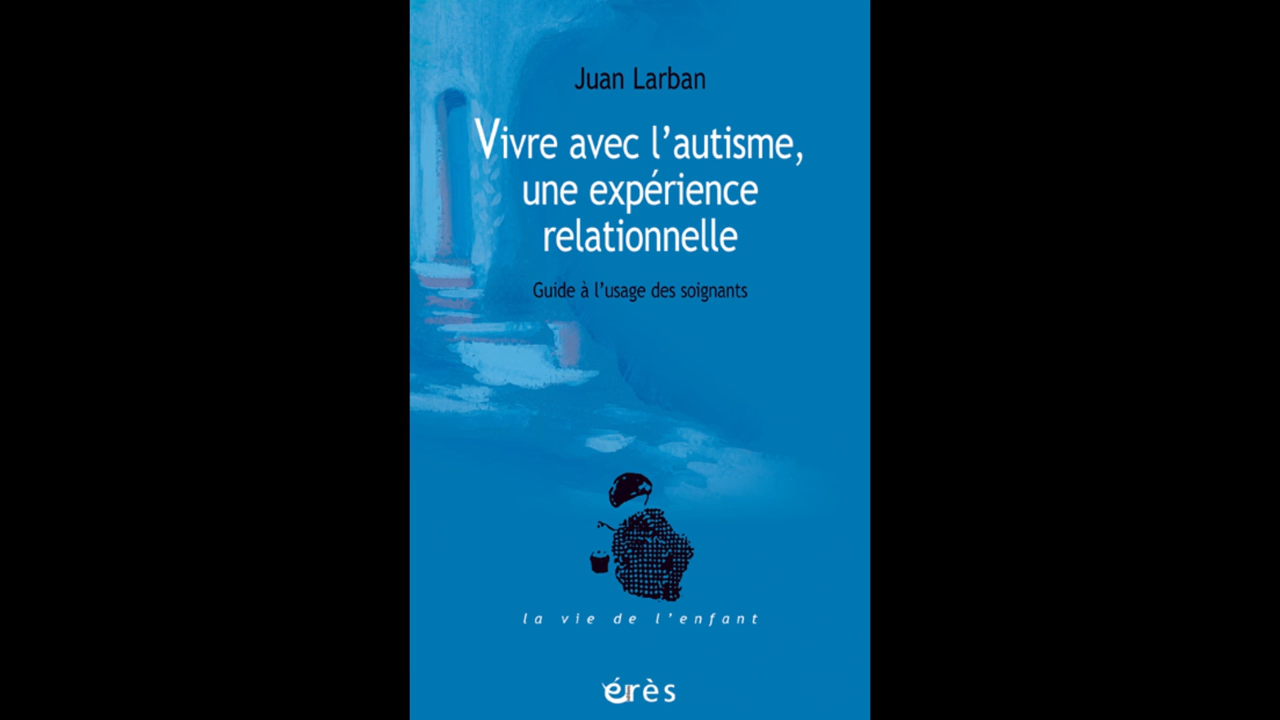 Juan Larban
Vivre avec l’autisme,
une expérience
relationnelle
Guide à l’usage des soignants
la vie de l’enfant
érès